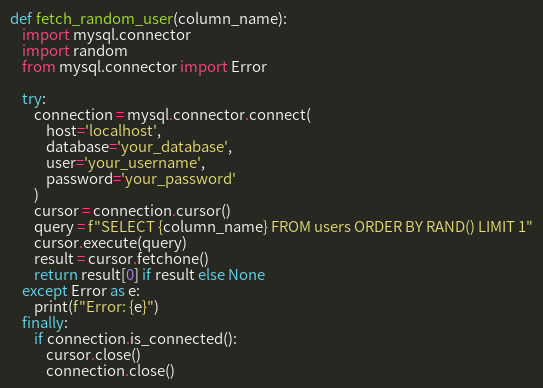 def fetch_random_user(column_name):
    import mysql.connector
    import random
    from mysql.connector import Error

    try:
        connection = mysql.connector.connect(
            host='localhost',
            database='your_database',
            user='your_username',
            password='your_password'
        )
        cursor = connection.cursor()
        query = f"SELECT {column_name} FROM users ORDER BY RAND() LIMIT 1"
        cursor.execute(query)
        result = cursor.fetchone()
        return result[0] if result else None
    except Error as e:
        print(f"Error: {e}")
    finally:
        if connection.is_connected():
            cursor.close()
            connection.close()